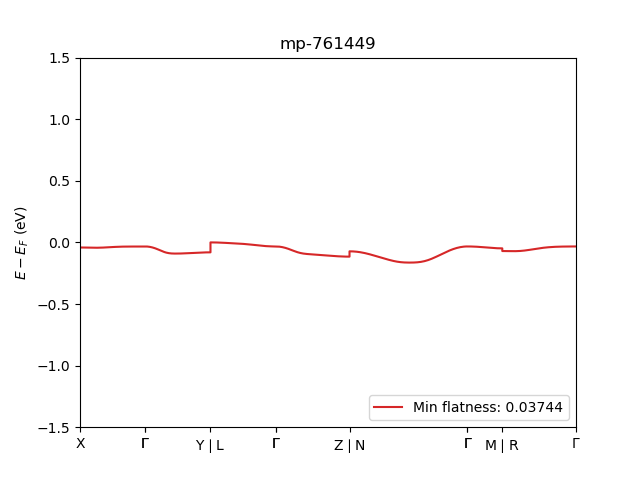 mp-761449
E − E_F (eV)
1.5
1.0
0.5
0.0
−0.5
−1.0
−1.5
Min flatness: 0.03744
X Γ Y | L Γ Z | N Γ M | R Γ